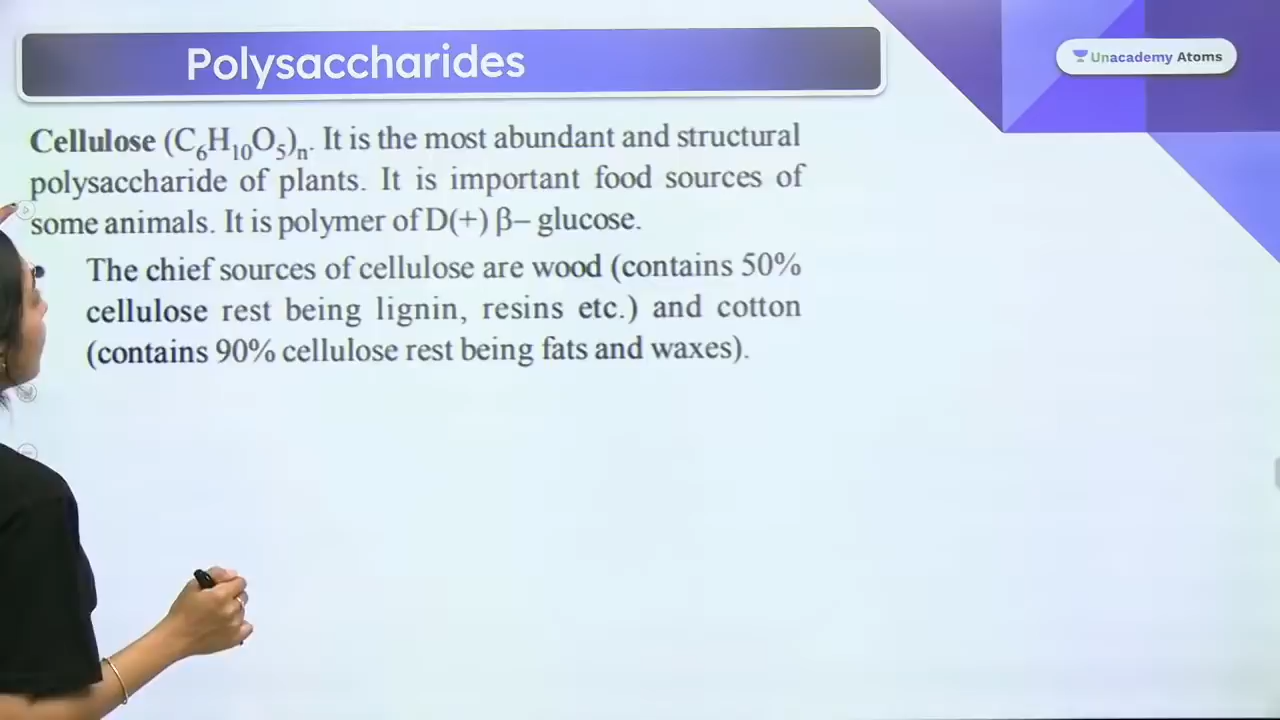 Polysaccharides
Unacademy Atoms
Cellulose (C₆H₁₀O₅)ₙ. It is the most abundant and structural
polysaccharide of plants. It is important food sources of
some animals. It is polymer of D(+) β– glucose.
The chief sources of cellulose are wood (contains 50%
cellulose rest being lignin, resins etc.) and cotton
(contains 90% cellulose rest being fats and waxes).